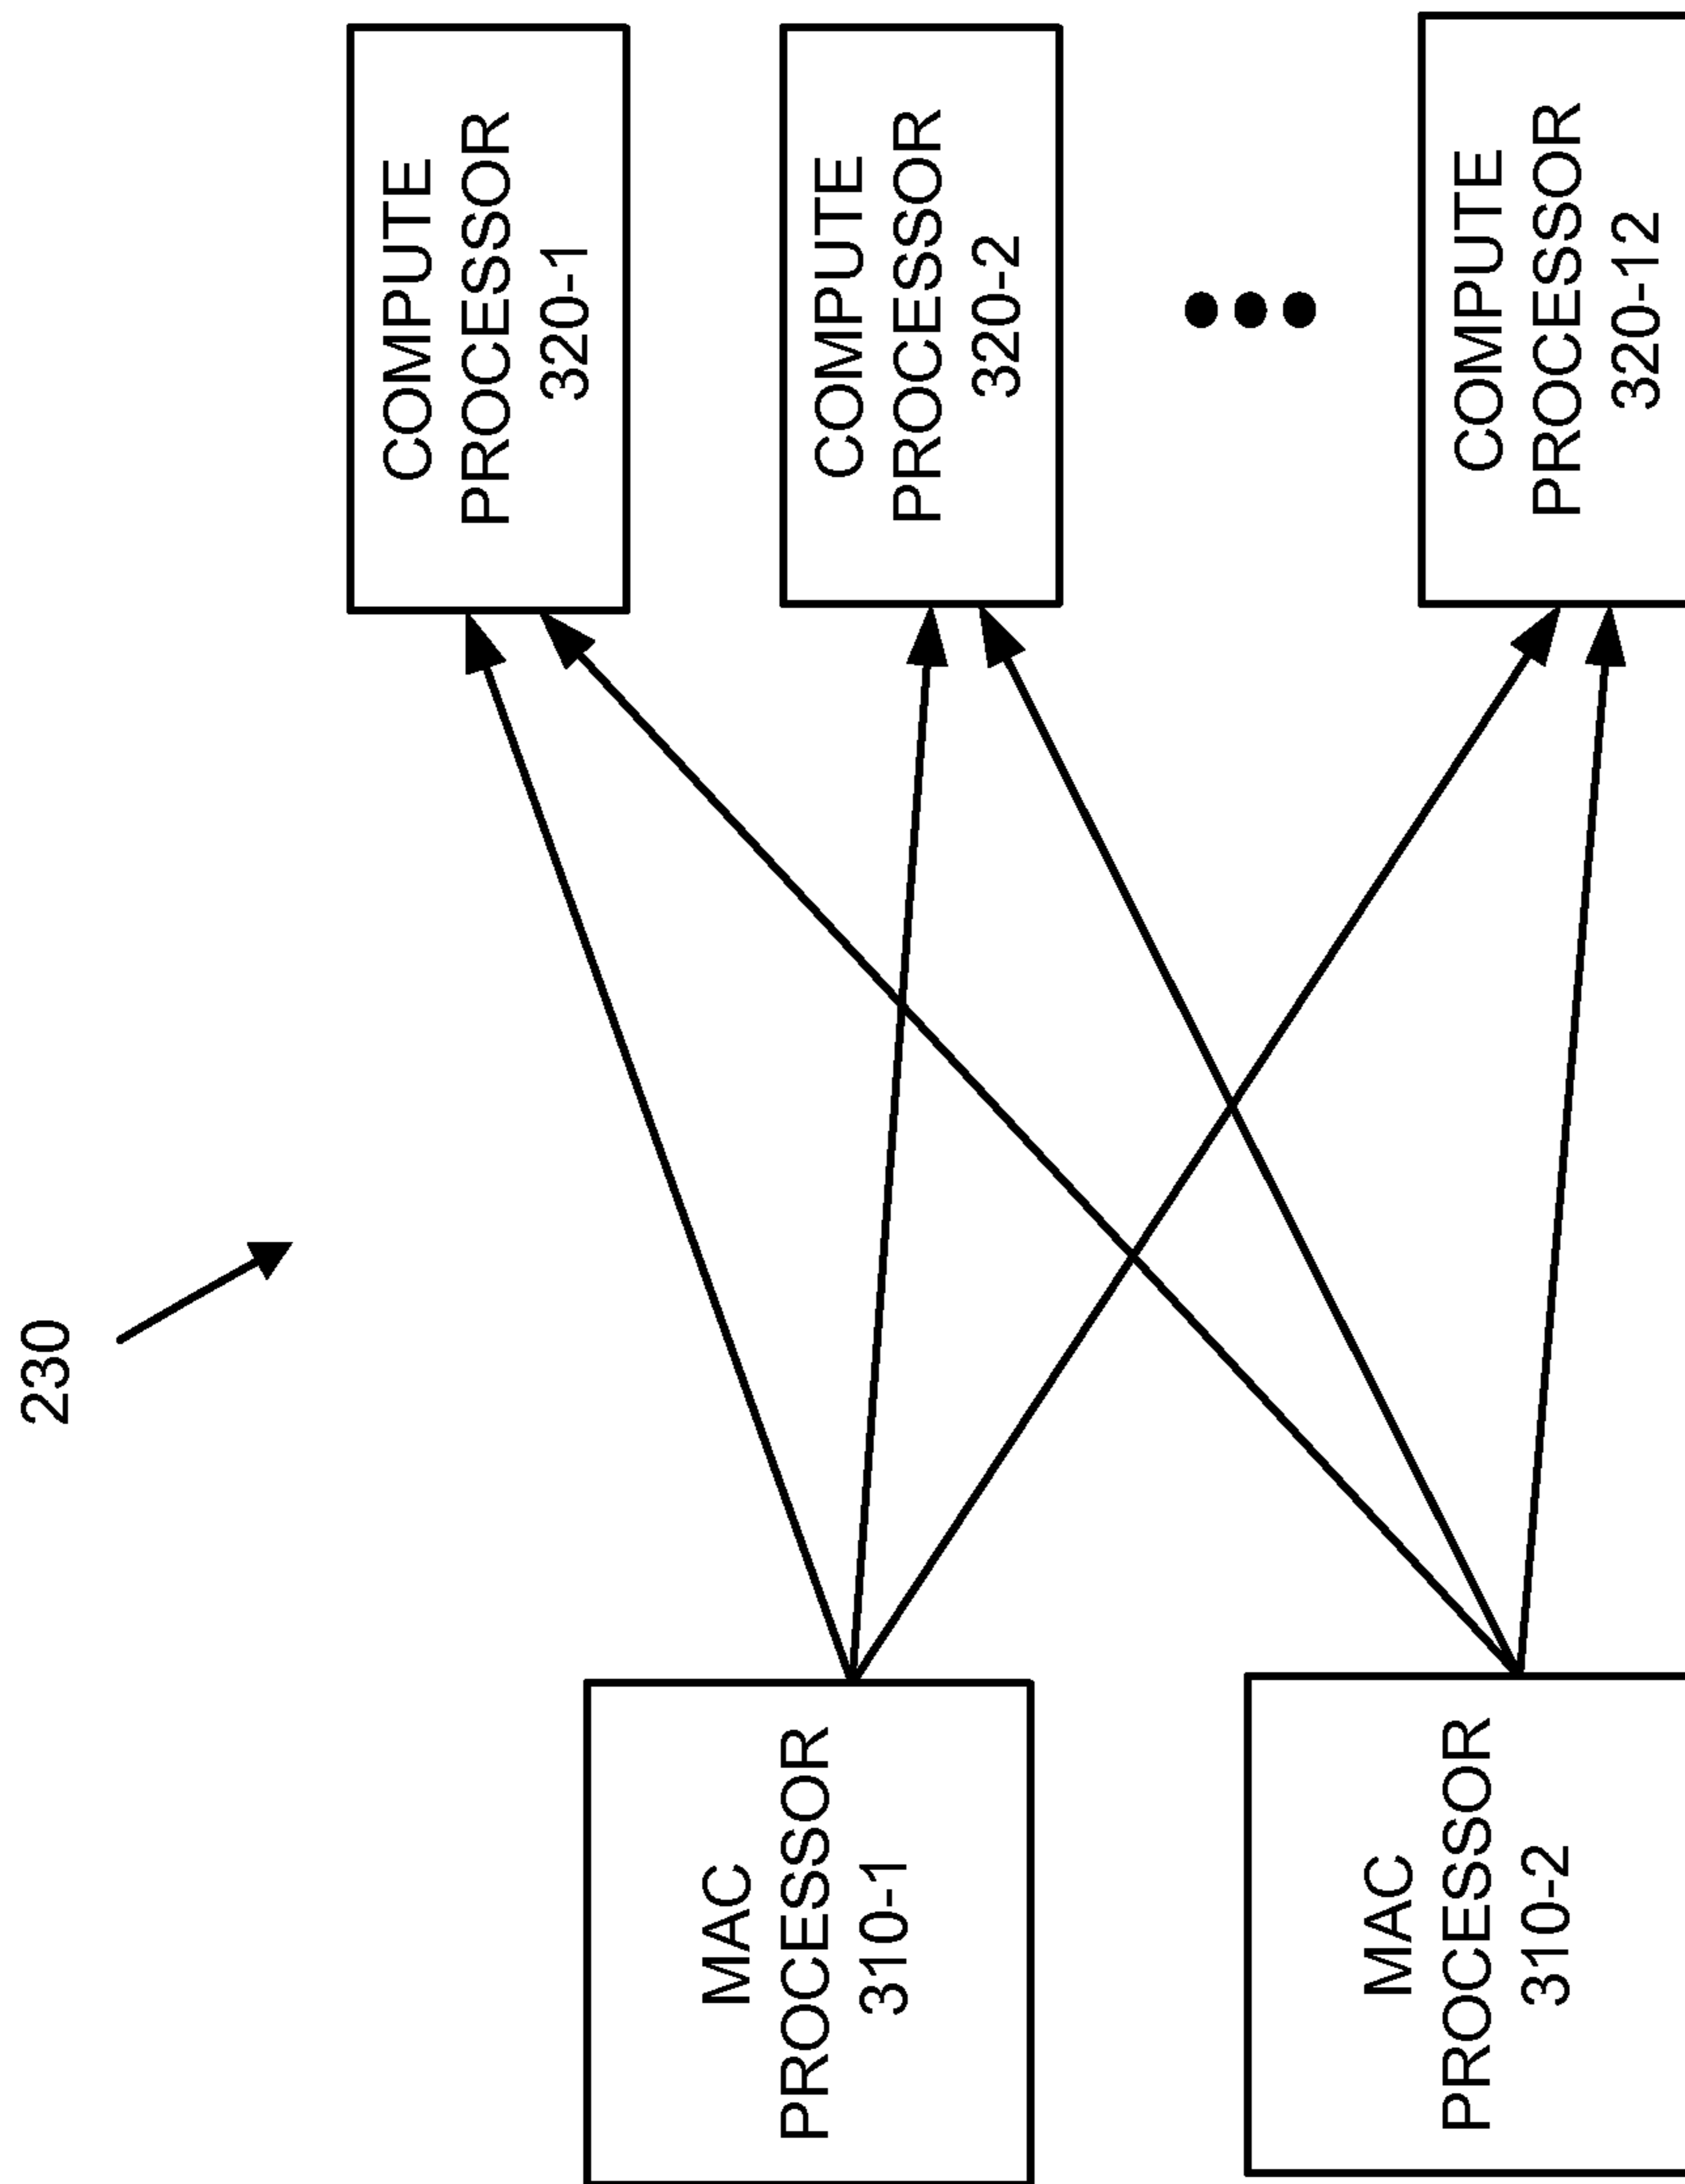 230
MAC
PROCESSOR
310-1
MAC
PROCESSOR
310-2
COMPUTE
PROCESSOR
320-1
COMPUTE
PROCESSOR
320-2
COMPUTE
PROCESSOR
320-12